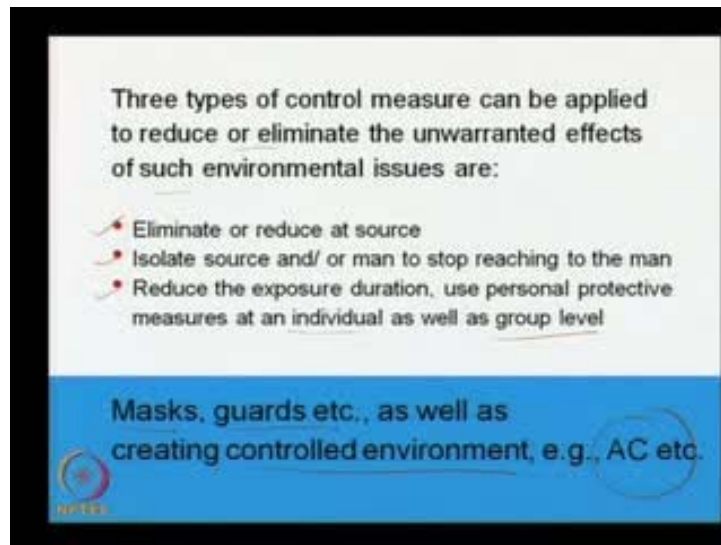 Three types of control measure can be applied
to reduce or eliminate the unwarranted effects
of such environmental issues are:
• Eliminate or reduce at source
• Isolate source and/ or man to stop reaching to the man
• Reduce the exposure duration, use personal protective
measures at an individual as well as group level
Masks, guards etc., as well as
creating controlled environment, e.g., AC etc.
NPTEL